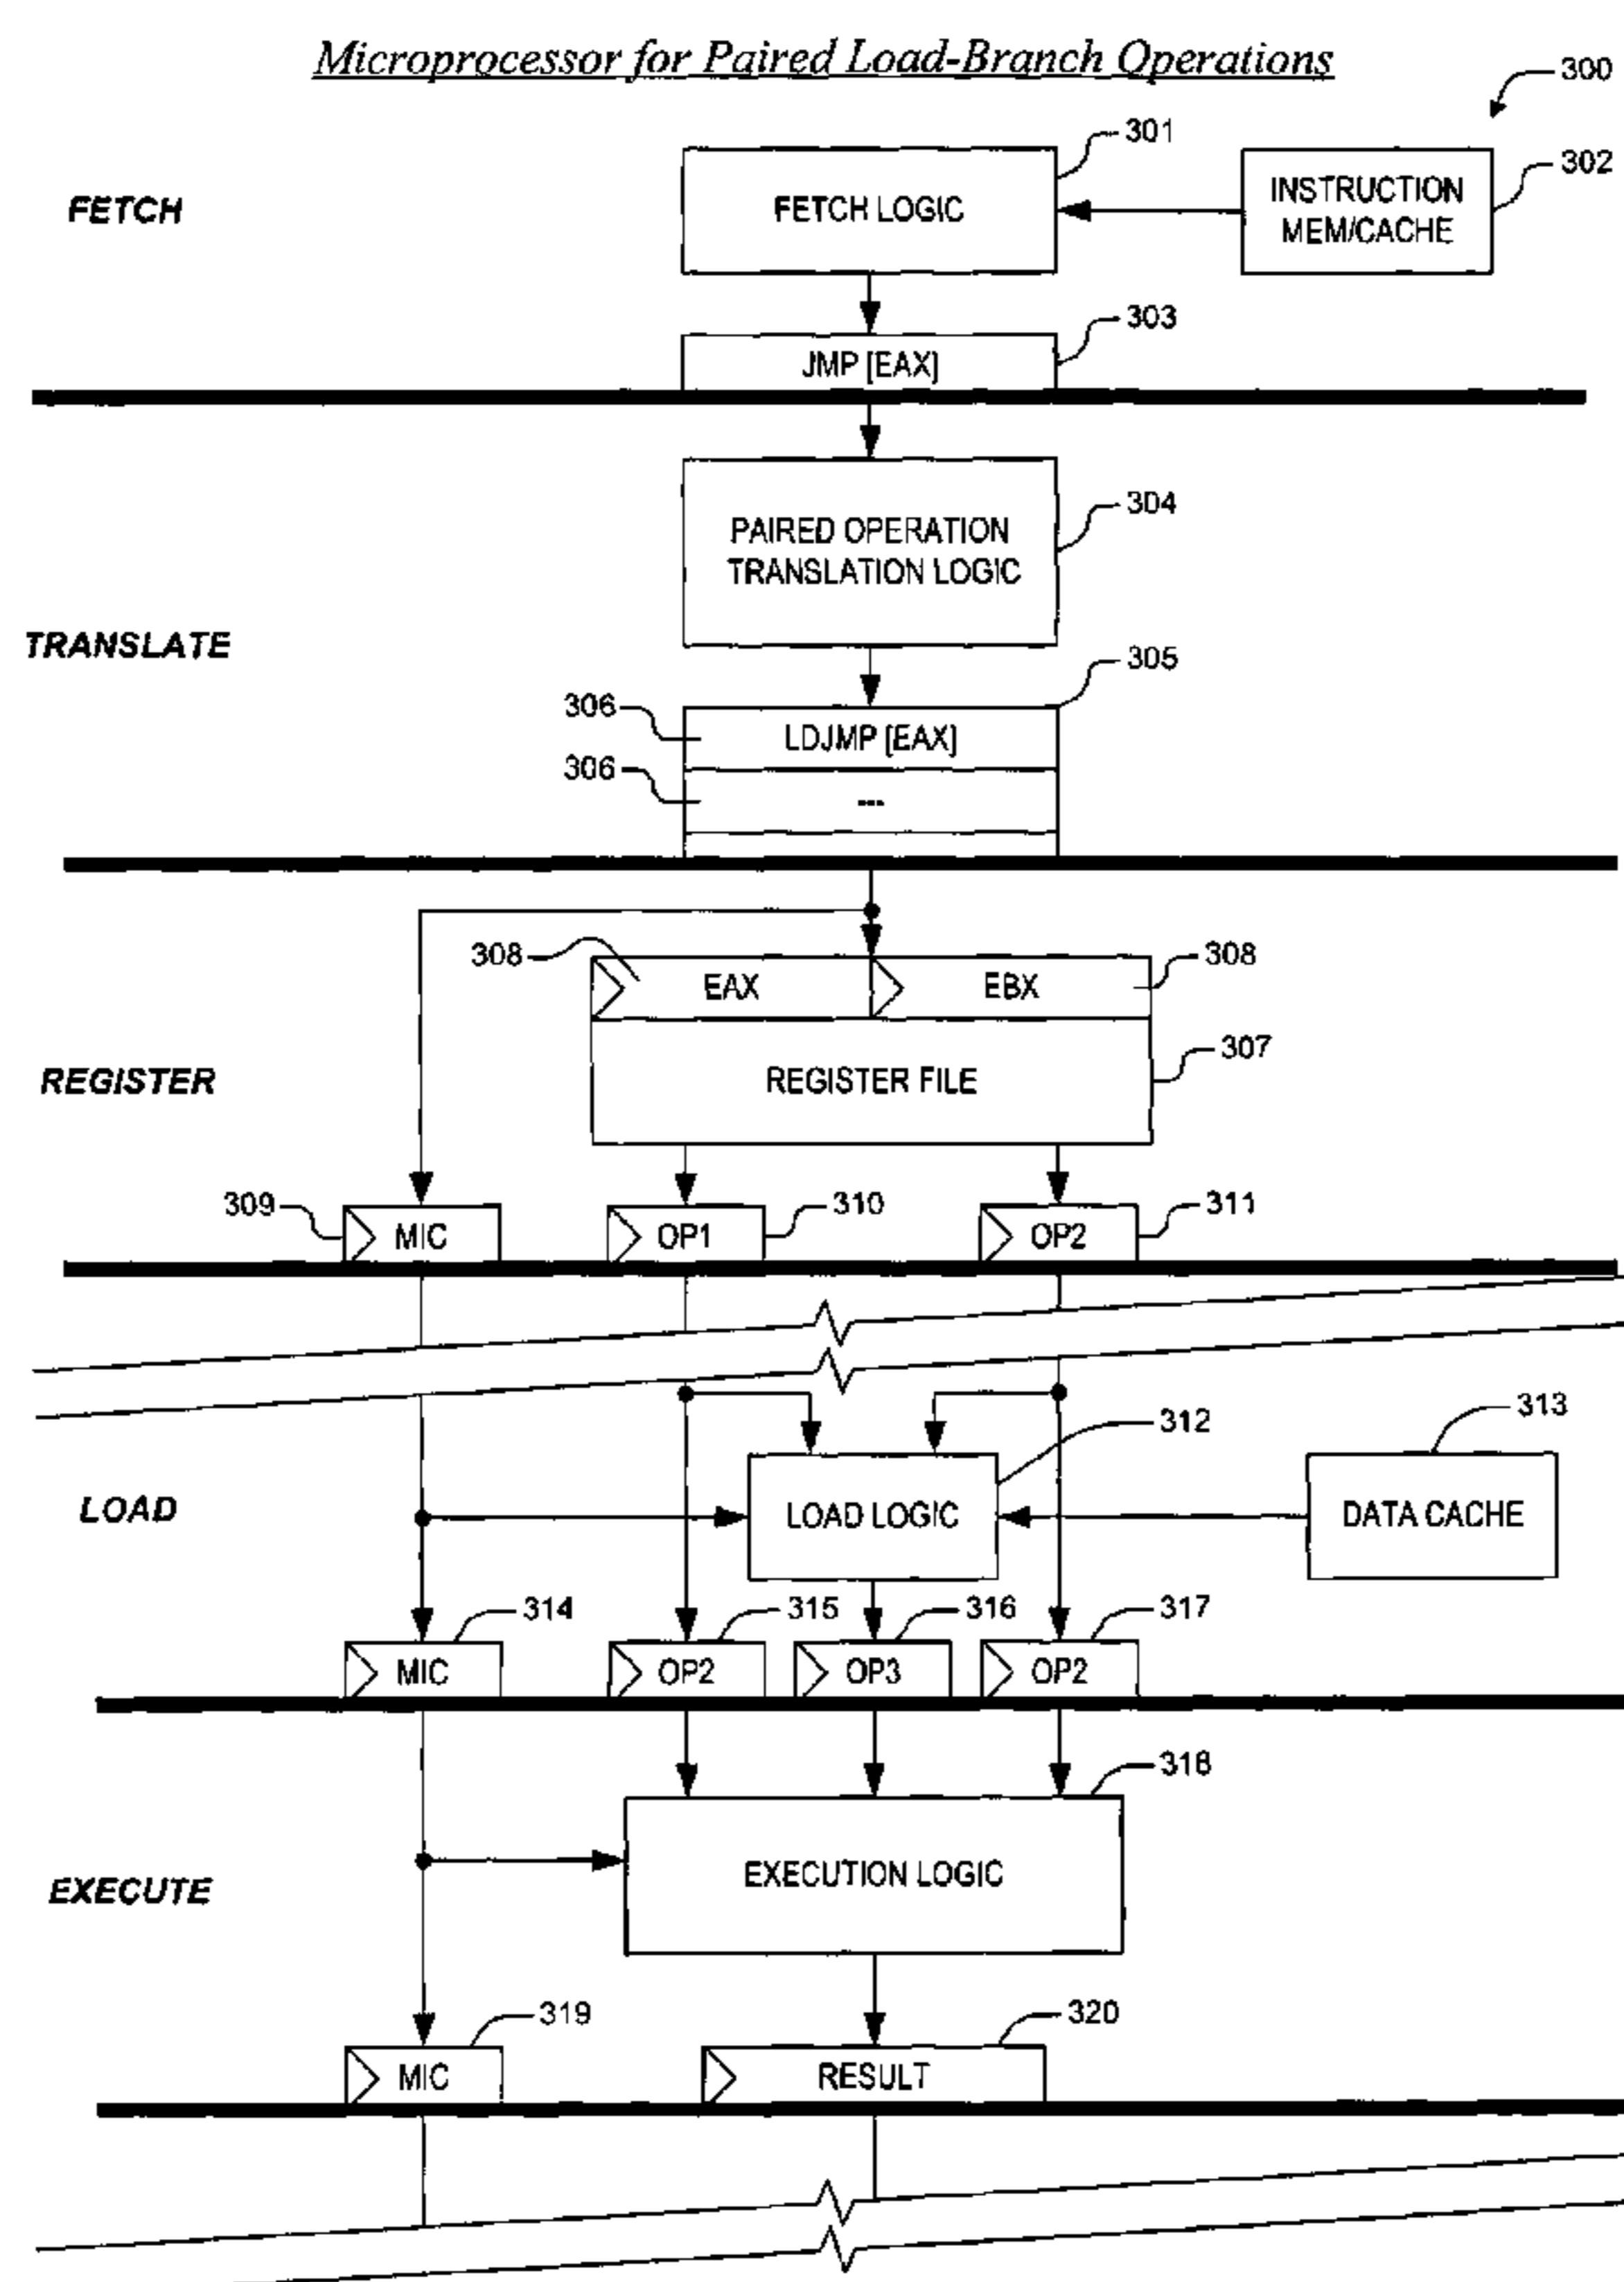 Microprocessor for Paired Load-Branch Operations
300
301
302
FETCH
FETCH LOGIC
INSTRUCTION
MEM/CACHE
303
JMP [EAX]
304
PAIRED OPERATION
TRANSLATION LOGIC
TRANSLATE
305
306
LDJMP [EAX]
306
...
308
EAX
EBX
308
307
REGISTER
REGISTER FILE
309
MIC
OP1
310
OP2
311
312
313
LOAD
LOAD LOGIC
DATA CACHE
314
315
316
317
MIC
OP2
OP3
OP2
318
EXECUTE
EXECUTION LOGIC
319
320
MIC
RESULT